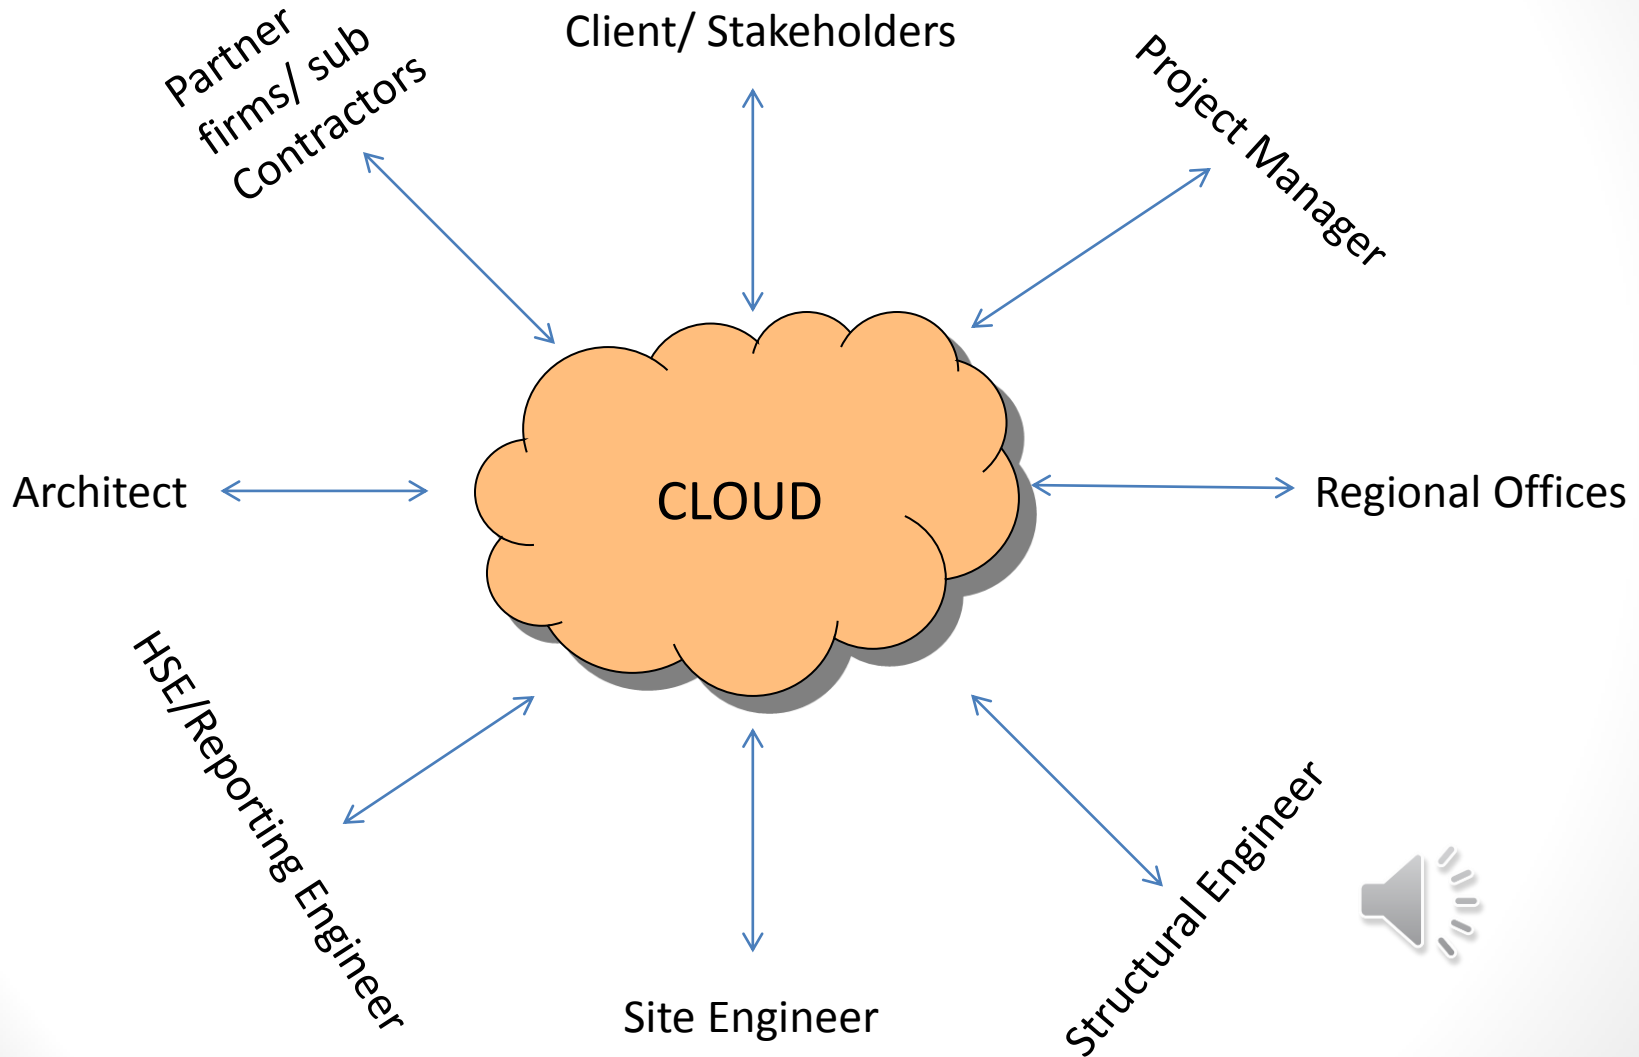 Client/ Stakeholders
Partner
firms/ sub
Contractors
Project Manager
Architect
CLOUD
Regional Offices
HSE/Reporting Engineer
Site Engineer
Structural Engineer